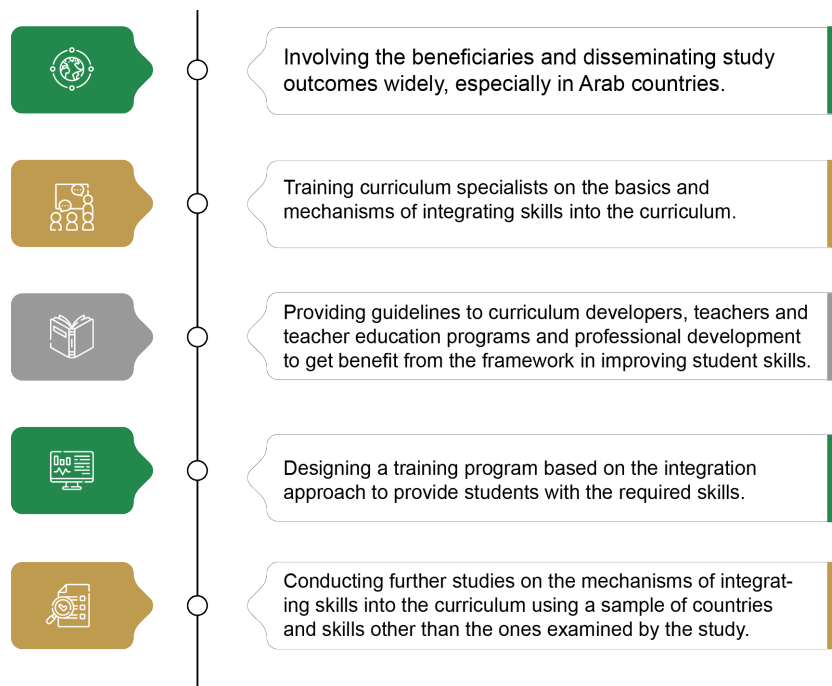 Involving the beneficiaries and disseminating study
outcomes widely, especially in Arab countries.
Training curriculum specialists on the basics and
mechanisms of integrating skills into the curriculum.
Providing guidelines to curriculum developers, teachers and
teacher education programs and professional development
to get benefit from the framework in improving student skills.
Designing a training program based on the integration
approach to provide students with the required skills.
Conducting further studies on the mechanisms of integrat-
ing skills into the curriculum using a sample of countries
and skills other than the ones examined by the study.